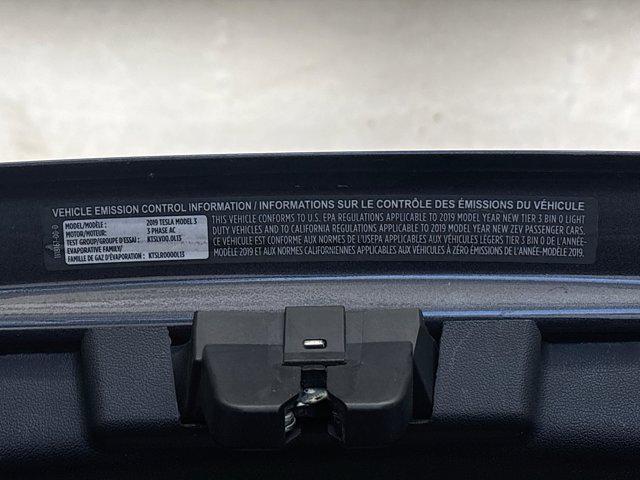 VEHICLE EMISSION CONTROL INFORMATION / INFORMATIONS SUR LE CONTRÔLE DES ÉMISSIONS DU VÉHICULE
MODEL/MODÈLE : 2019 TESLA MODEL 3
MOTOR/MOTEUR: 3 PHASE AC
TEST GROUP/GROUPE D'ESSAI : KTSLV00.0L13
EVAPORATIVE FAMILY/
FAMILLE DE GAZ D'ÉVAPORATION : KTSLR0000L13
THIS VEHICLE CONFORMS TO U.S. EPA REGULATIONS APPLICABLE TO 2019 MODEL YEAR NEW TIER 3 BIN 0 LIGHT
DUTY VEHICLES AND TO CALIFORNIA REGULATIONS APPLICABLE TO 2019 MODEL YEAR NEW ZEV PASSENGER CARS.
CE VÉHICULE EST CONFORME AUX NORMES DE L'USEPA APPLICABLES AUX VÉHICULES LÉGERS TIER 3 BIN 0 DE L'ANNÉE-
MODÈLE 2019 ET AUX NORMES CALIFORNIENNES APPLICABLES AUX VÉHICULES À ZÉRO ÉMISSIONS DE L'ANNÉE-MODÈLE 2019.